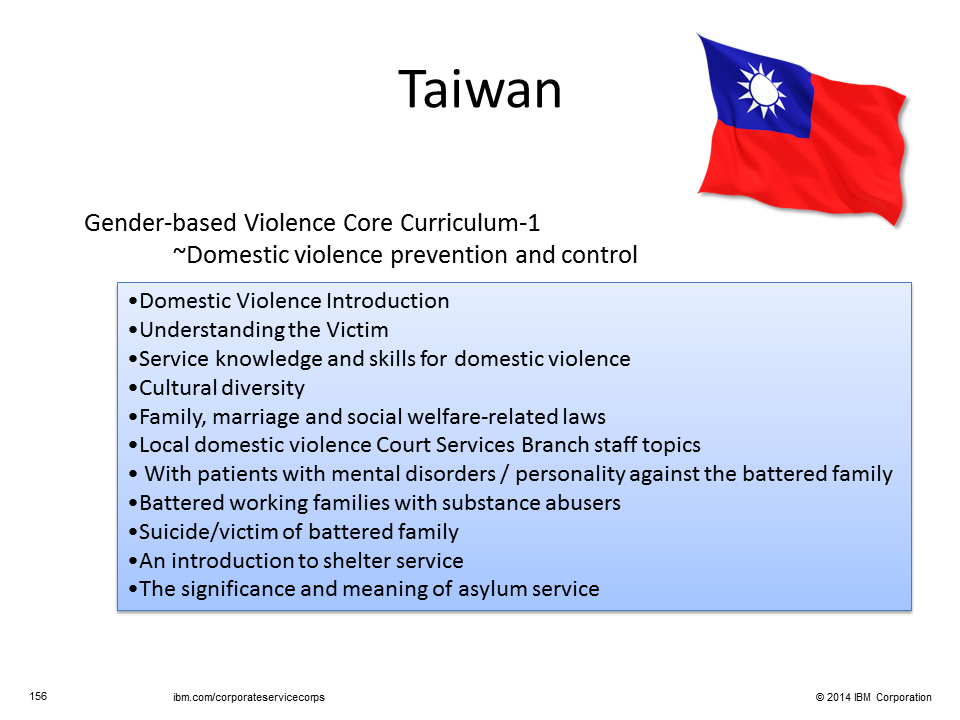 Taiwan
Gender-based Violence Core Curriculum-1
~Domestic violence prevention and control
•Domestic Violence Introduction
•Understanding the Victim
•Service knowledge and skills for domestic violence
•Cultural diversity
•Family, marriage and social welfare-related laws
•Local domestic violence Court Services Branch staff topics
• With patients with mental disorders / personality against the battered family
•Battered working families with substance abusers
•Suicide/victim of battered family
•An introduction to shelter service
•The significance and meaning of asylum service
156
ibm.com/corporateservicecorps
© 2014 IBM Corporation